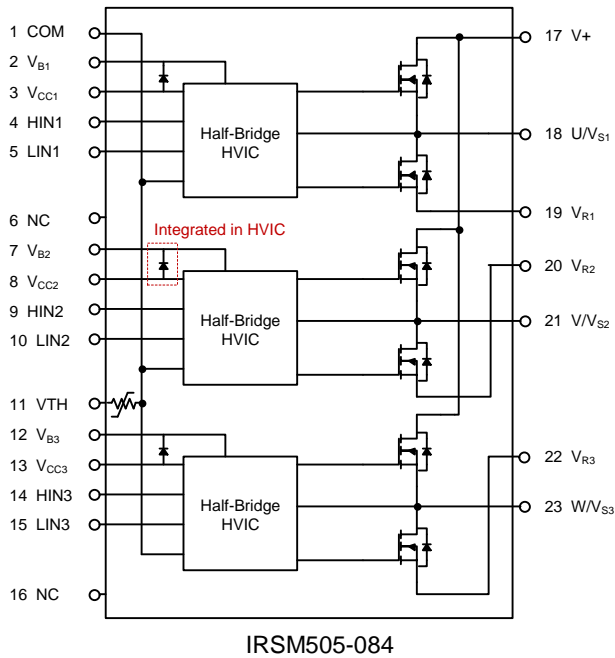 1 COM
2 VB1
3 VCC1
4 HIN1
5 LIN1
6 NC
7 VB2
8 VCC2
9 HIN2
10 LIN2
11 VTH
12 VB3
13 VCC3
14 HIN3
15 LIN3
16 NC
Half-Bridge
HVIC
Integrated in HVIC
Half-Bridge
HVIC
Half-Bridge
HVIC
17 V+
18 U/VS1
19 VR1
20 VR2
21 V/VS2
22 VR3
23 W/VS3
IRSM505-084